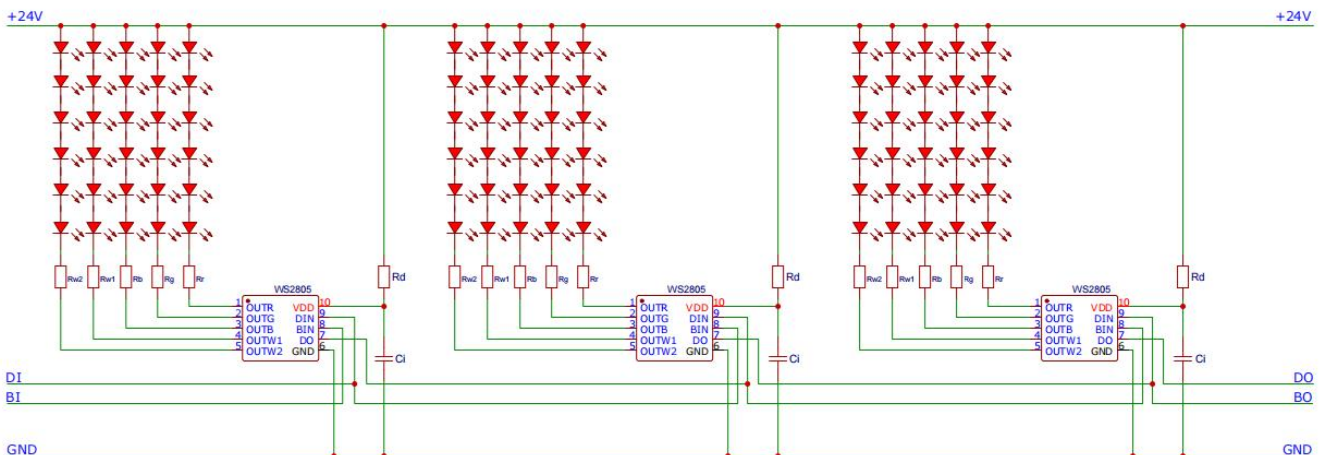 +24V +24V
Rw2 Rw1 Rb Rg Rr Rd Rw2 Rw1 Rb Rg Rr Rd Rw2 Rw1 Rb Rg Rr Rd
WS2805 WS2805 WS2805
1 OUTR VDD 10 1 OUTR VDD 10 1 OUTR VDD 10
2 OUTG DIN 9 2 OUTG DIN 9 2 OUTG DIN 9
3 OUTB BIN 8 3 OUTB BIN 8 3 OUTB BIN 8
4 OUTW1 DO 7 4 OUTW1 DO 7 4 OUTW1 DO 7
5 OUTW2 GND 6 5 OUTW2 GND 6 5 OUTW2 GND 6
Ci Ci Ci
DI DO
BI BO
GND GND